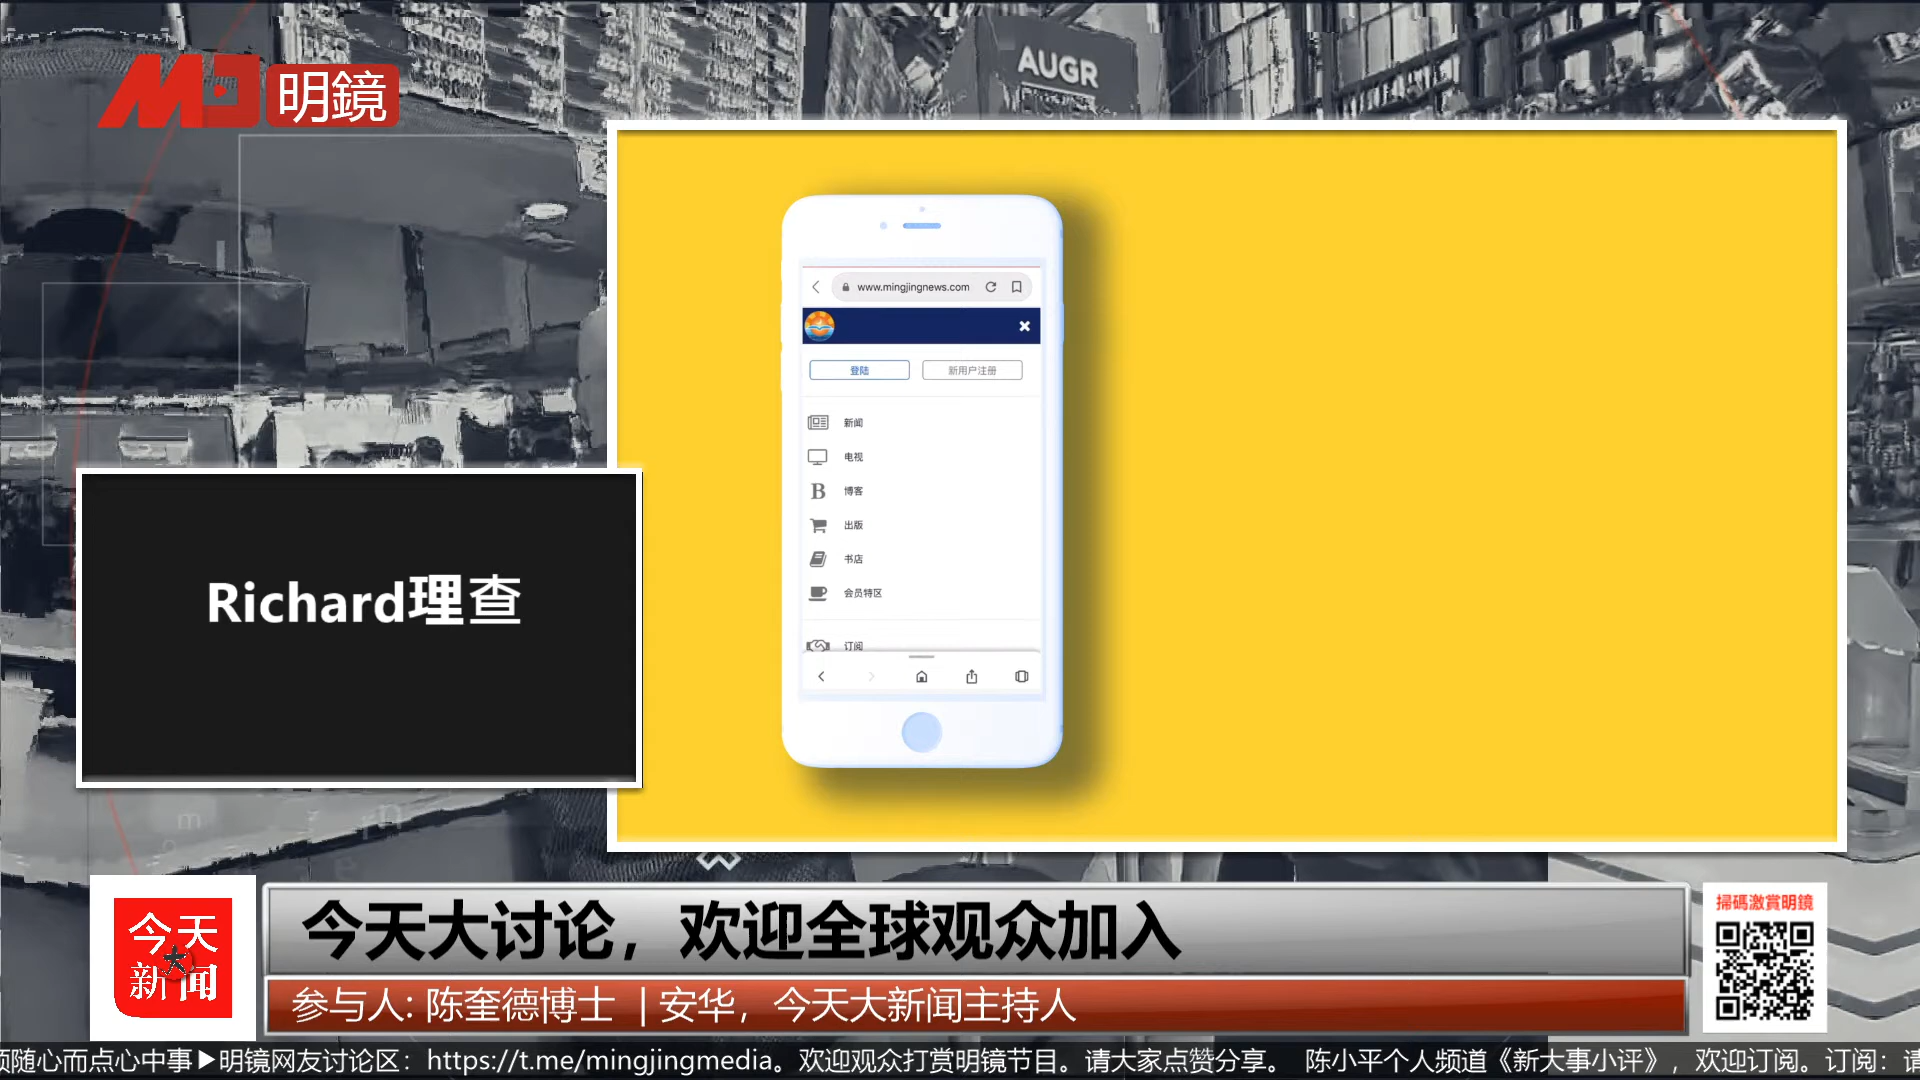 明鏡
AUGR
www.mingjingnews.com
登陆
新用户注册
新闻
电视
B
博客
出版
书店
会员特区
订阅
Richard理查
今天大新闻
今天大讨论，欢迎全球观众加入
参与人: 陈奎德博士 | 安华，今天大新闻主持人
掃碼激賞明鏡
随心而点心中事▶明镜网友讨论区：https://t.me/mingjingmedia。欢迎观众打赏明镜节目。请大家点赞分享。 陈小平个人频道《新大事小评》，欢迎订阅。订阅：